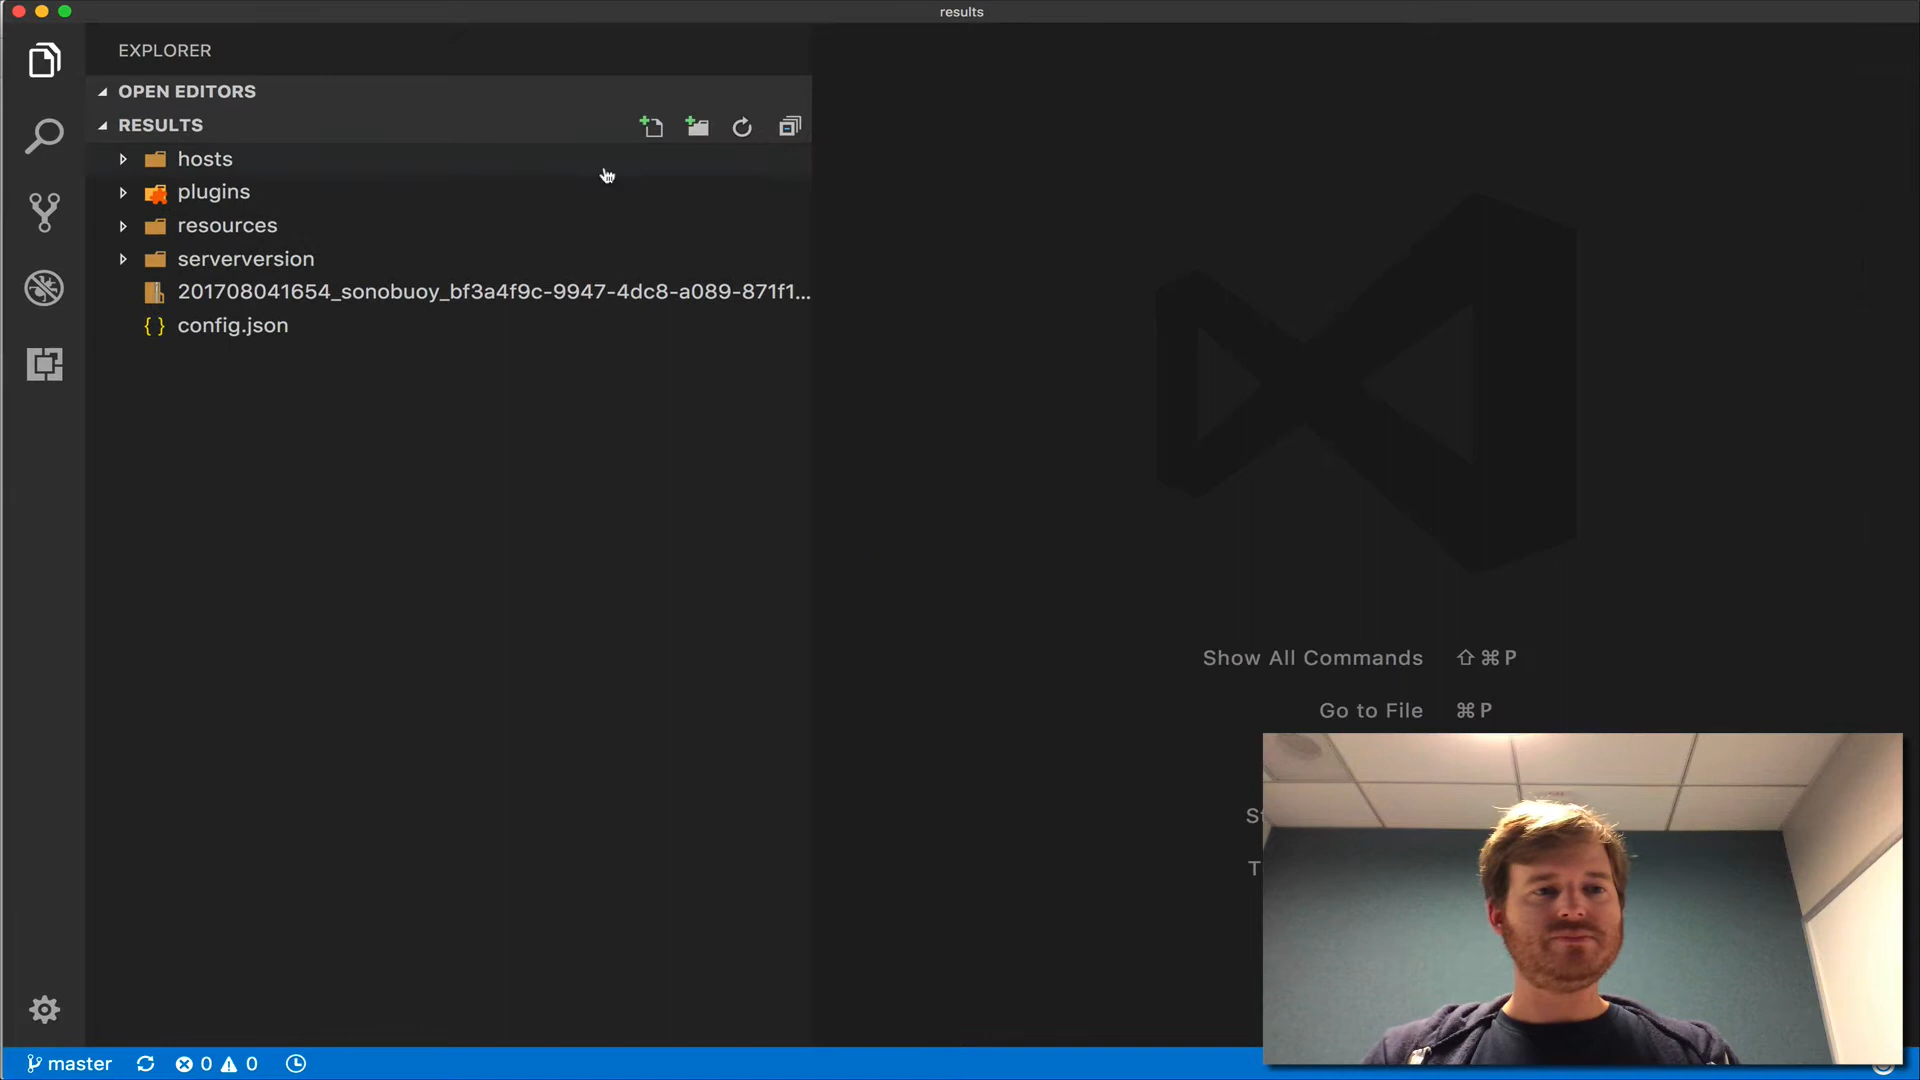 results
EXPLORER
OPEN EDITORS
RESULTS
hosts
plugins
resources
serverversion
201708041654_sonobuoy_bf3a4f9c-9947-4dc8-a089-871f1...
{ } config.json
Show All Commands ⇧⌘P
Go to File ⌘P
master 0 0